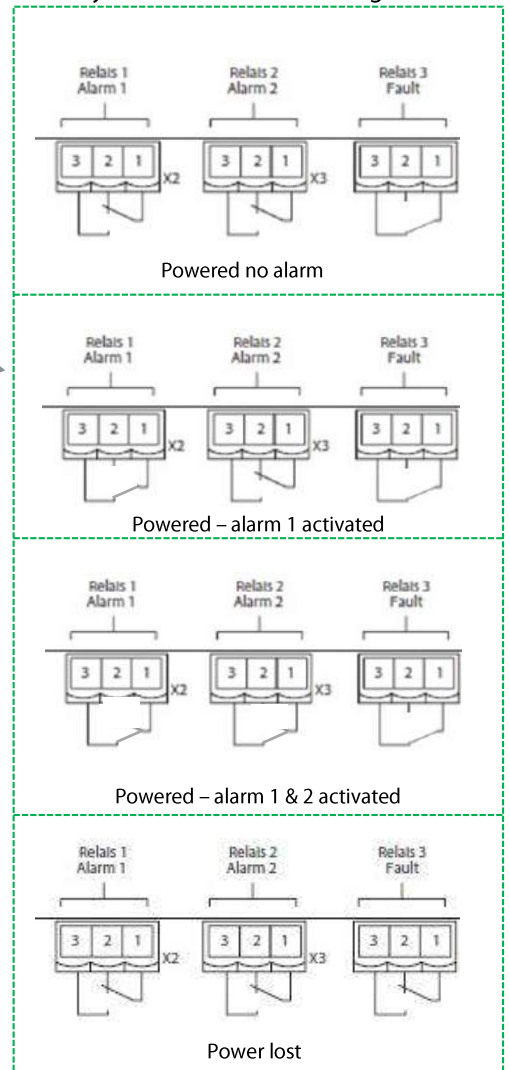 Relais 1 Relais 2 Relais 3
Alarm 1 Alarm 2 Fault
3 2 1 X2 3 2 1 X3 3 2 1
Powered no alarm
Relais 1 Relais 2 Relais 3
Alarm 1 Alarm 2 Fault
3 2 1 X2 3 2 1 X3 3 2 1
Powered – alarm 1 activated
Relais 1 Relais 2 Relais 3
Alarm 1 Alarm 2 Fault
3 2 1 X2 3 2 1 X3 3 2 1
Powered – alarm 1 & 2 activated
Relais 1 Relais 2 Relais 3
Alarm 1 Alarm 2 Fault
3 2 1 X2 3 2 1 X3 3 2 1
Power lost